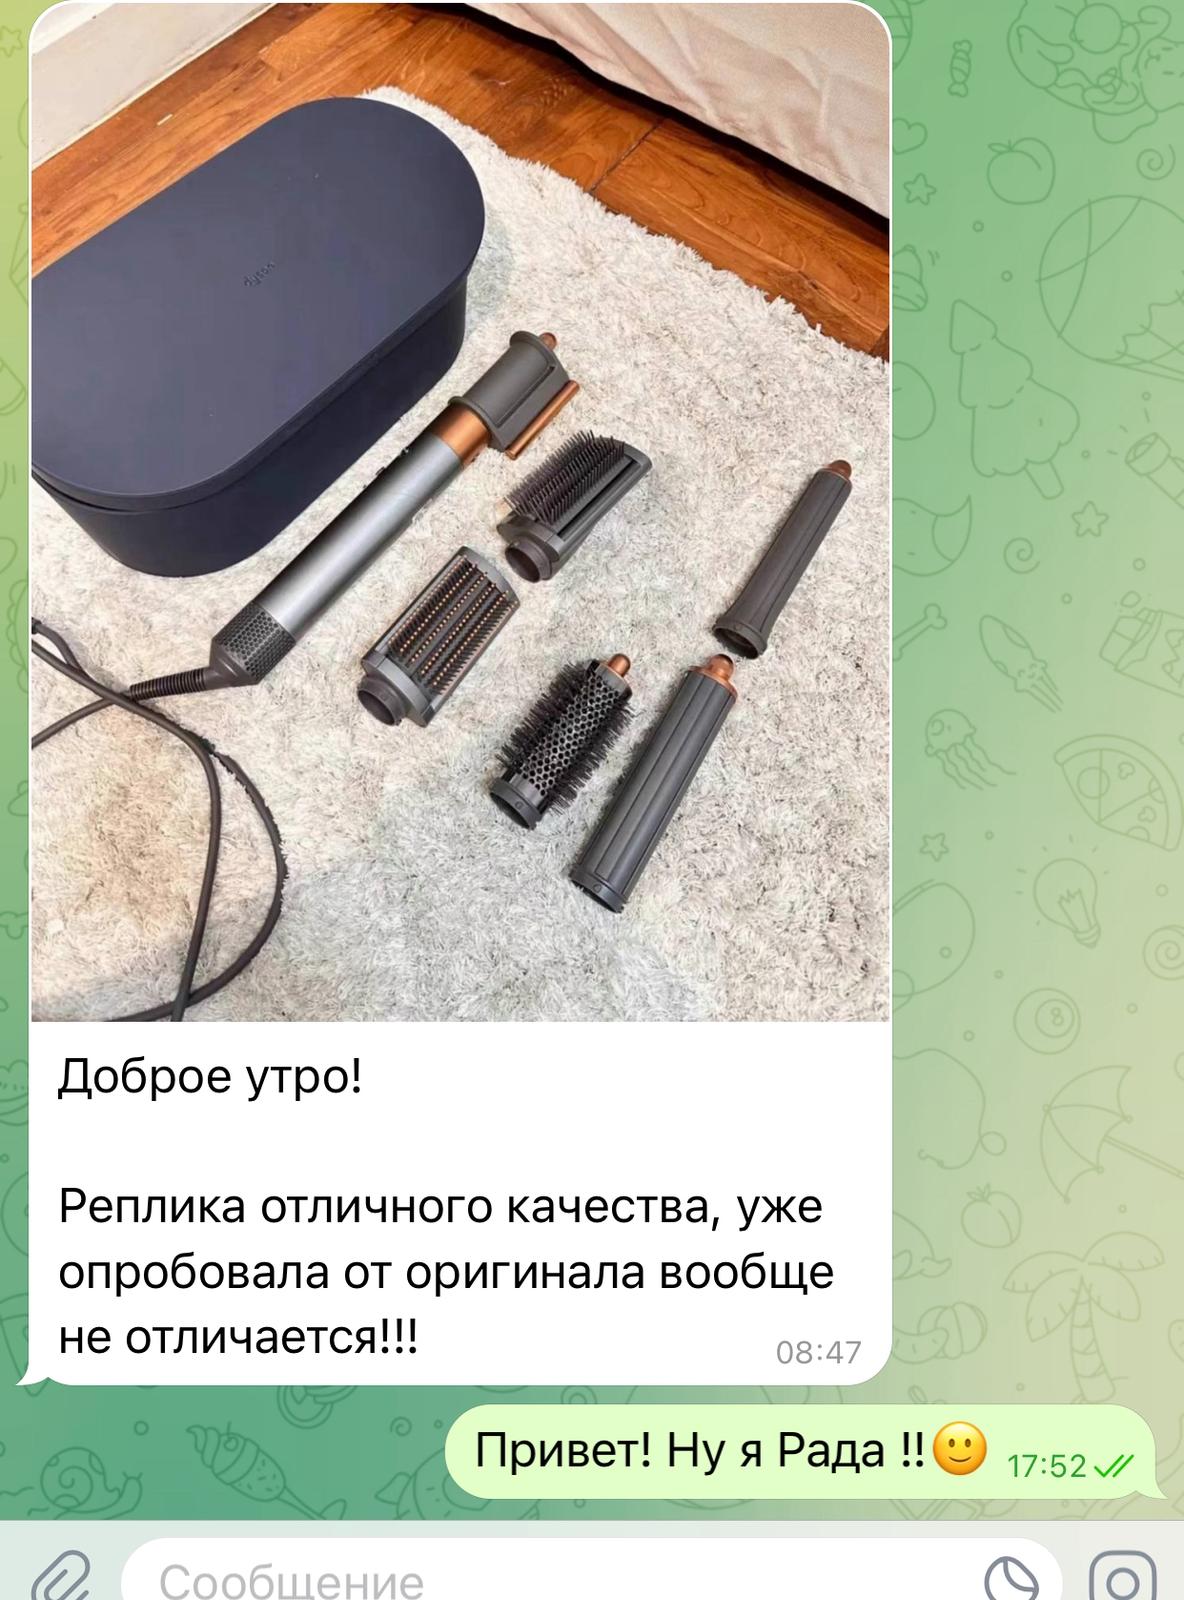 dyson
Доброе утро!
Реплика отличного качества, уже
опробовала от оригинала вообще
не отличается!!!
08:47
Привет! Ну я Рада !!🙂 17:52
Сообщение